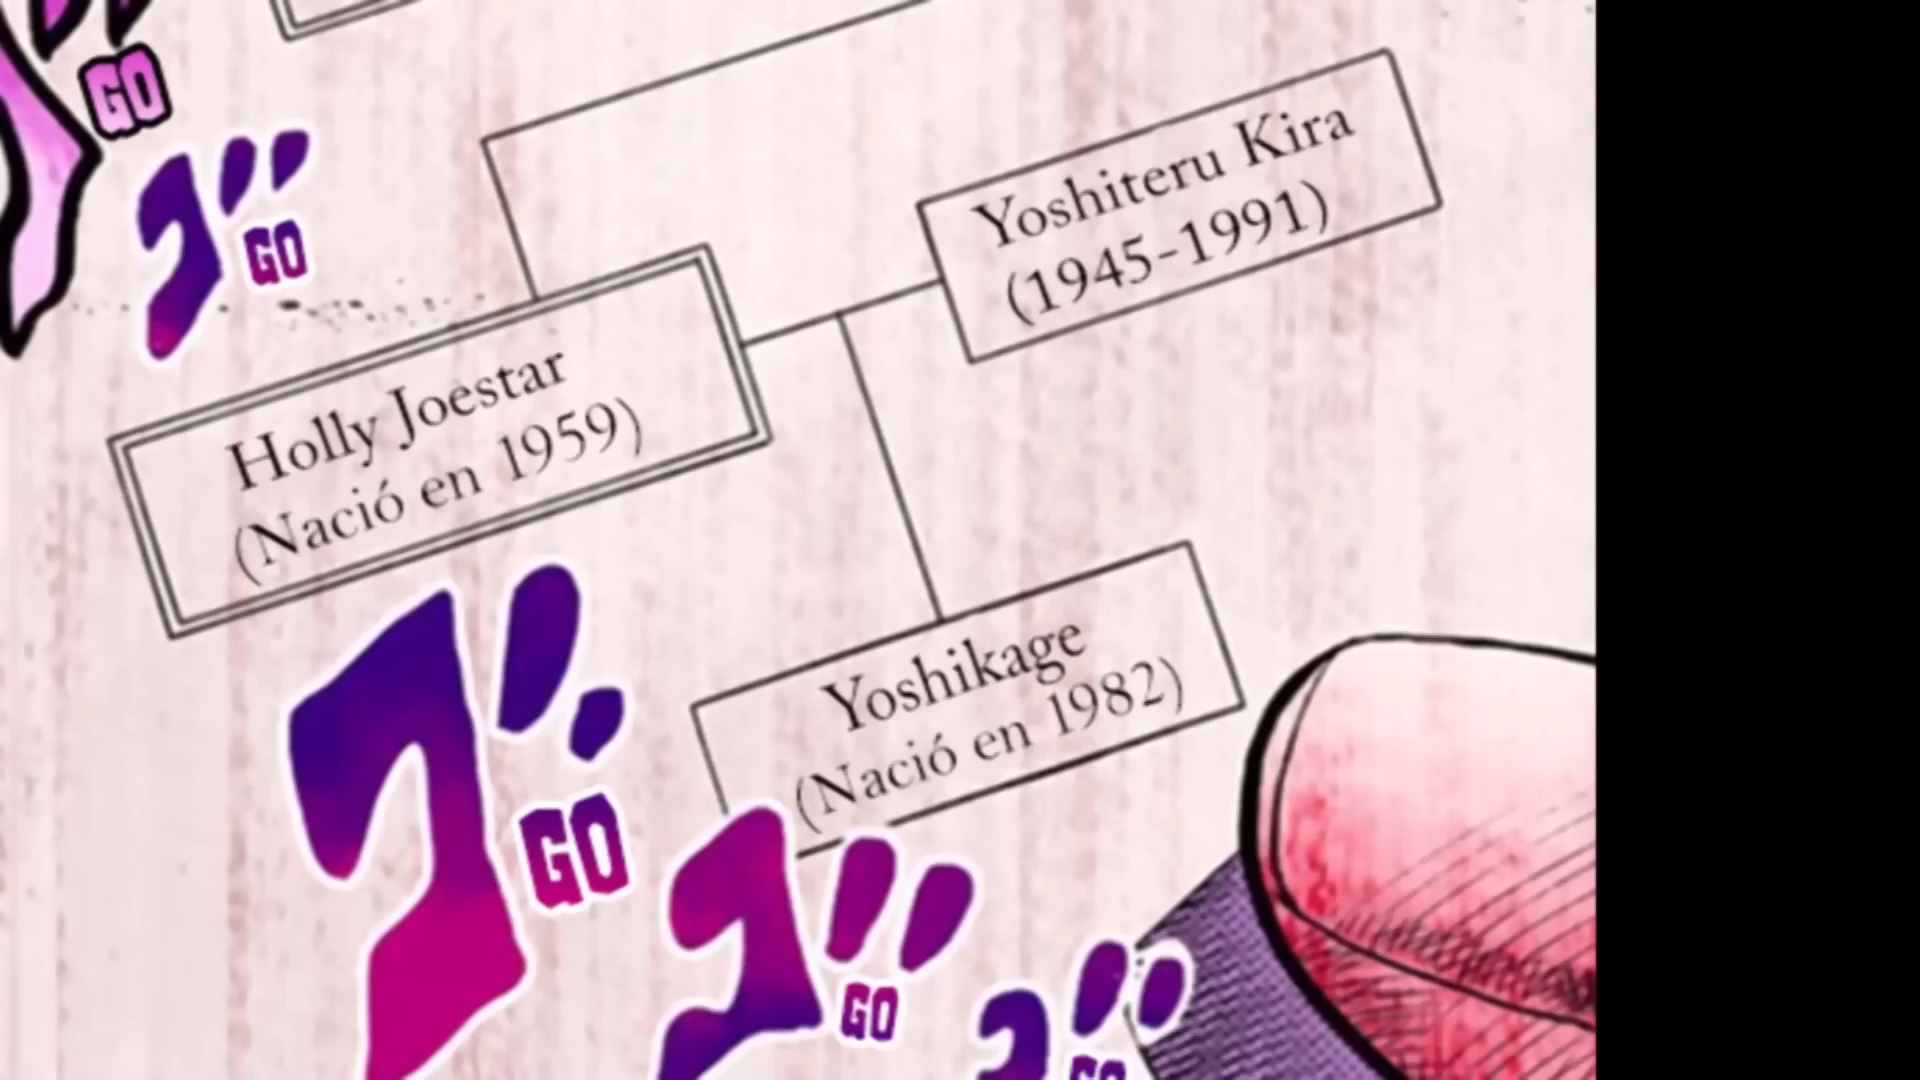 GO
ゴ
GO
Yoshiteru Kira
(1945-1991)
Holly Joestar
(Nació en 1959)
Yoshikage
(Nació en 1982)
ゴ
GO
ゴ
GO
ゴ
GO